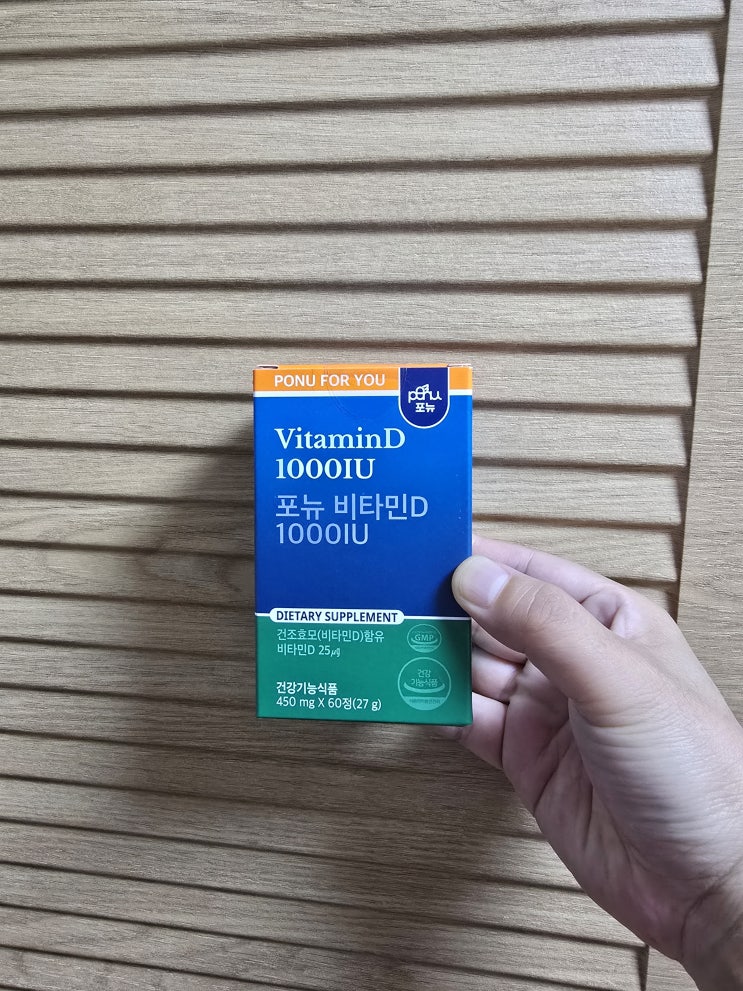 PONU FOR YOU
ponu
포뉴
VitaminD
1000IU
포뉴 비타민D
1000IU
DIETARY SUPPLEMENT
건조효모(비타민D)함유
비타민D 25㎍
GMP
건강
기능식품
건강기능식품
450 mg X 60정(27 g)